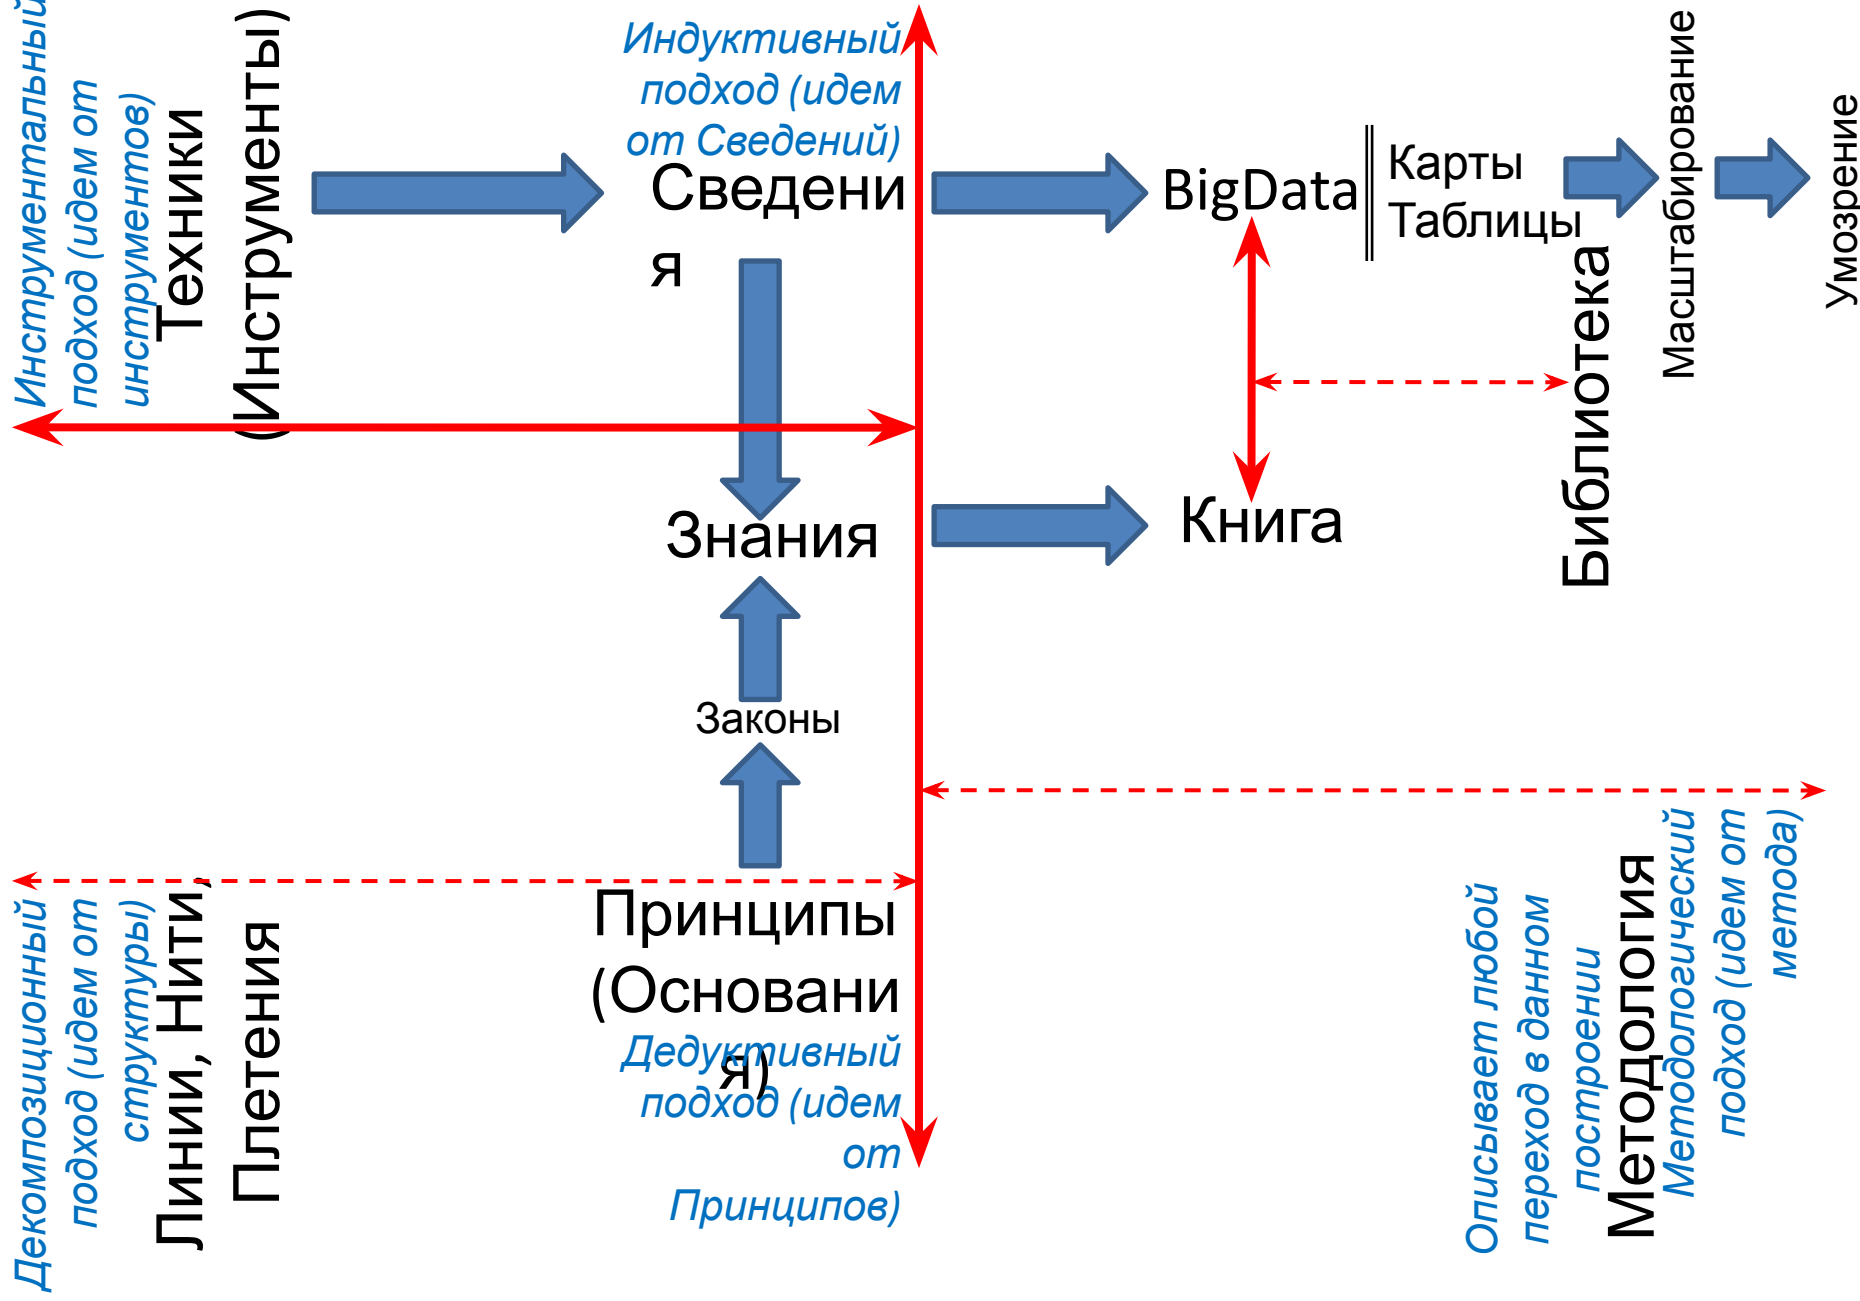 Инструментальный
подход (идем от
инструментов)
Техники
(Инструменты)
Индуктивный
подход (идем
от Сведений)
Сведени
я
BigData
Карты
Таблицы
Масштабирование
Умозрение
Библиотека
Знания
Книга
Законы
Декомпозиционный
подход (идем от
структуры)
Линии, Нити,
Плетения
Принципы
(Основани
я)
Дедуктивный
подход (идем
от
Принципов)
Описывает любой
переход в данном
построении
Методология
Методологический
подход (идем от
метода)